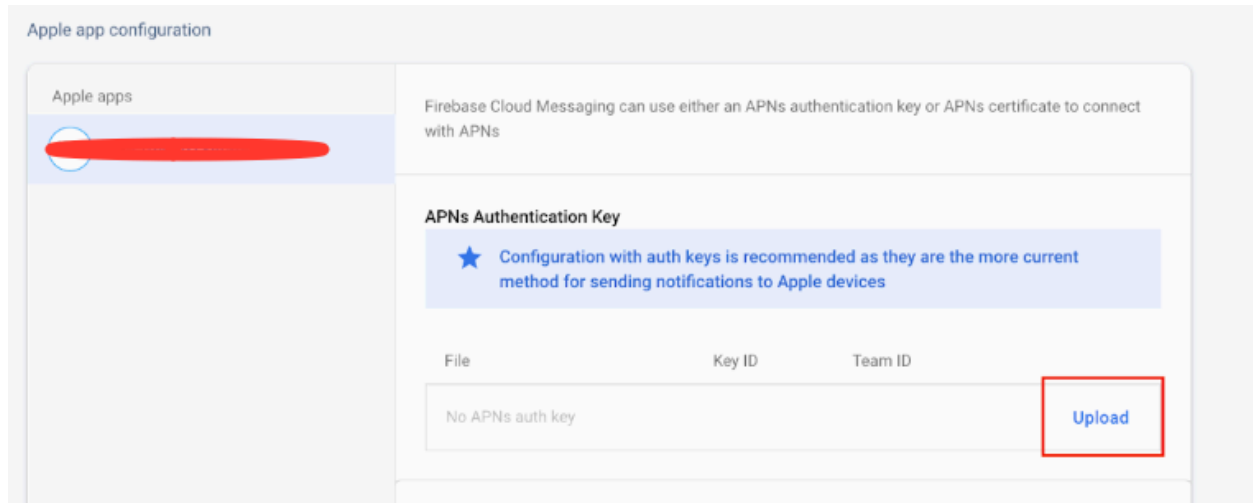 Apple app configuration
Apple apps
Firebase Cloud Messaging can use either an APNs authentication key or APNs certificate to connect
with APNs
APNs Authentication Key
Configuration with auth keys is recommended as they are the more current
method for sending notifications to Apple devices
File Key ID Team ID
No APNs auth key Upload